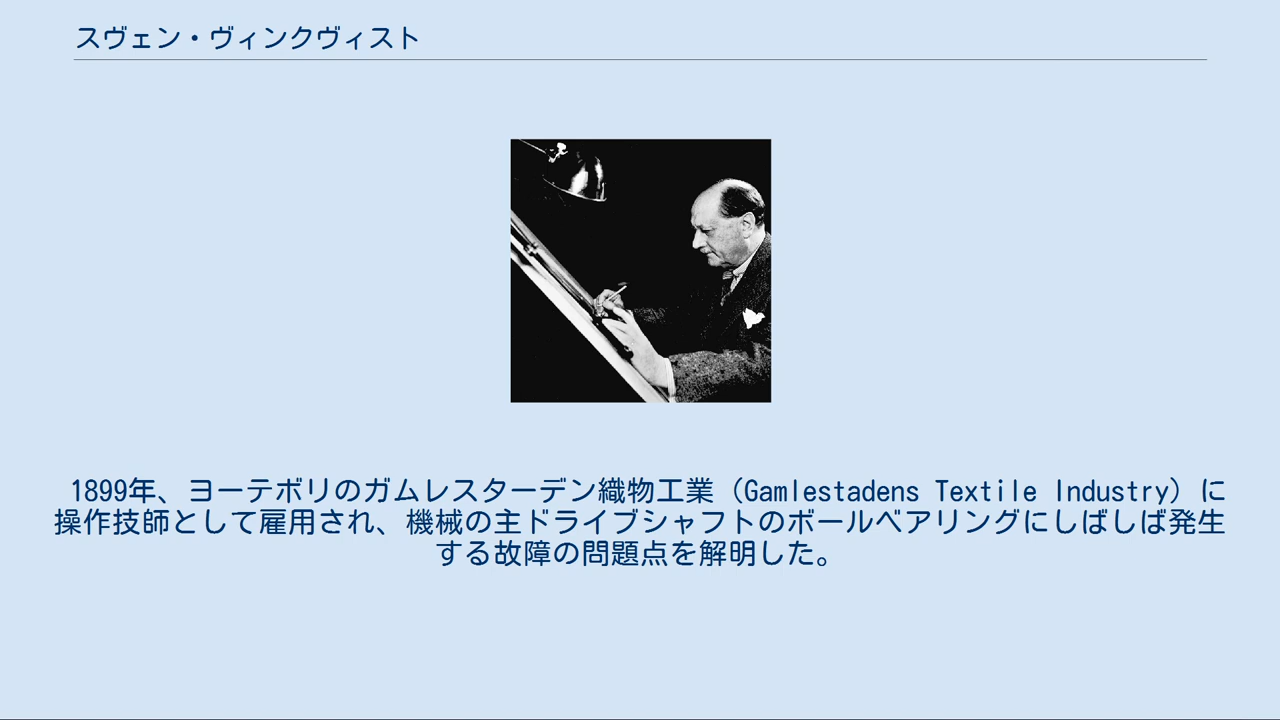 スヴェン・ヴィンクヴィスト
1899年、ヨーテボリのガムレスターデン織物工業（Gamlestadens Textile Industry）に
操作技師として雇用され、機械の主ドライブシャフトのボールベアリングにしばしば発生
する故障の問題点を解明した。